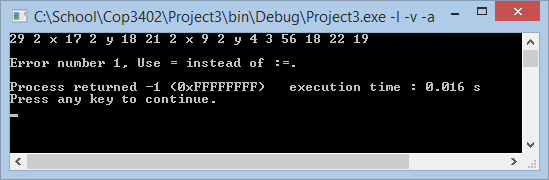 C:\School\Cop3402\Project3\bin\Debug\Project3.exe -l -v -a
29 2 x 17 2 y 18 21 2 x 9 2 y 4 3 56 18 22 19
Error number 1, Use = instead of :=.
Process returned -1 (0xFFFFFFFF)   execution time : 0.016 s
Press any key to continue.